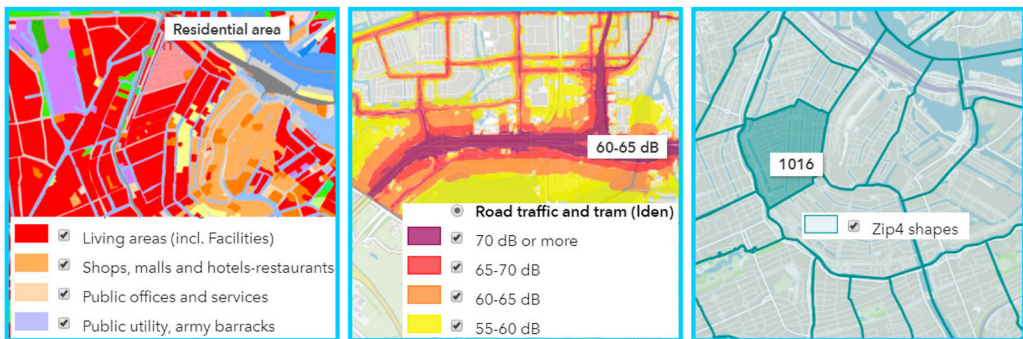 Residential area
Living areas (incl. Facilities)
Shops, malls and hotels-restaurants
Public offices and services
Public utility, army barracks
60-65 dB
Road traffic and tram (lden)
70 dB or more
65-70 dB
60-65 dB
55-60 dB
1016
Zip4 shapes